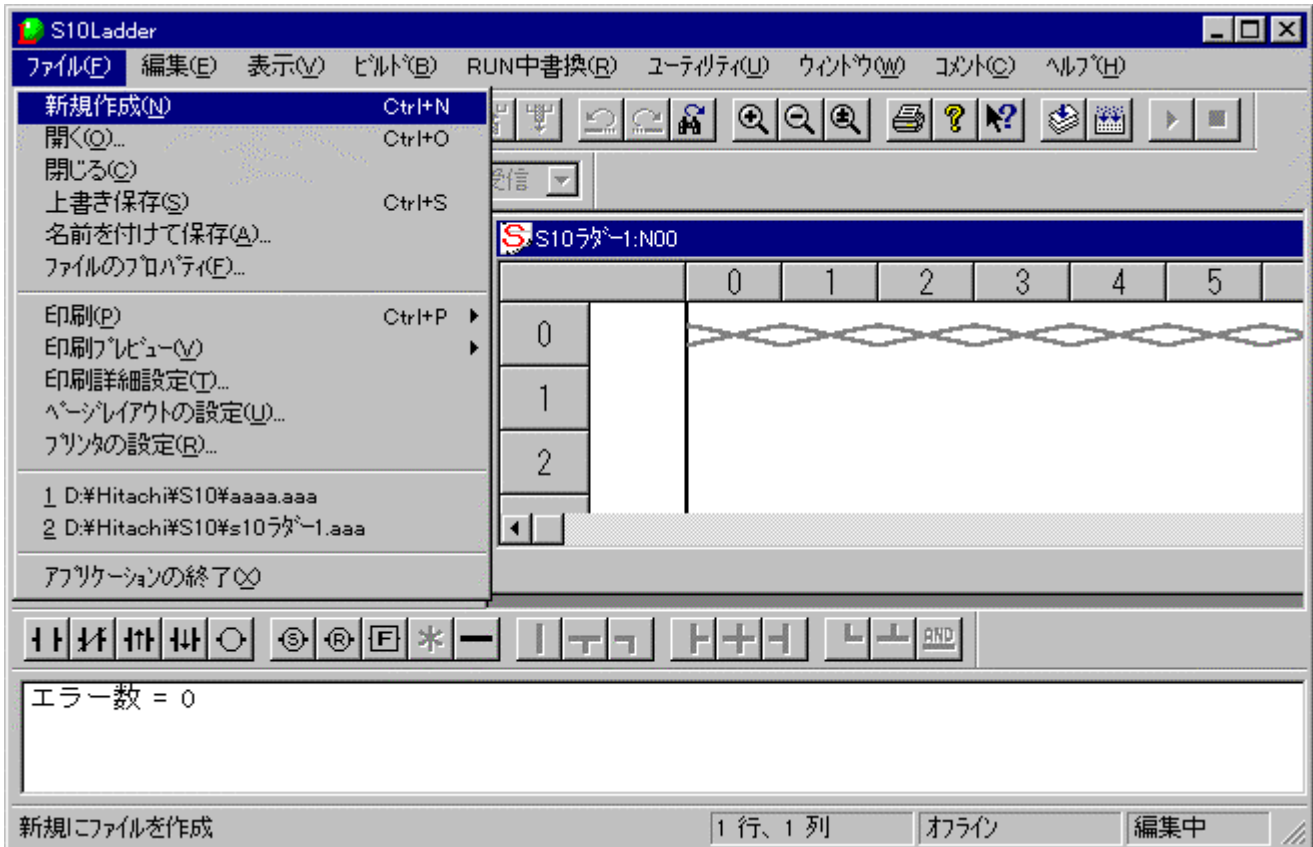 S10Ladder
ﾌｧｲﾙ(F) 編集(E) 表示(V) ﾋﾞﾙﾄﾞ(B) RUN中書換(R) ﾕｰﾃｨﾘﾃｨ(U) ｳｨﾝﾄﾞｳ(W) ｺﾒﾝﾄ(C) ﾍﾙﾌﾟ(H)
新規作成(N) Ctrl+N
開く(O)...
Ctrl+O
閉じる(C)
上書き保存(S) Ctrl+S
名前を付けて保存(A)...
ﾌｧｲﾙのﾌﾟﾛﾊﾟﾃｨ(F)...
印刷(P) Ctrl+P
印刷ﾌﾟﾚﾋﾞｭｰ(V)
印刷詳細設定(T)...
ﾍﾟｰｼﾞﾚｲｱｳﾄの設定(U)...
ﾌﾟﾘﾝﾀの設定(R)...
1 D:¥Hitachi¥S10¥aaaa.aaa
2 D:¥Hitachi¥S10¥s10ﾗﾀﾞｰ1.aaa
ｱﾌﾟﾘｹｰｼｮﾝの終了(X)
受信
S S10ﾗﾀﾞｰ1:N00
0 1 2 3 4 5
0
1
2
S R F AND
エラー数 = 0
新規にﾌｧｲﾙを作成 1 行、1 列 ｵﾌﾗｲﾝ 編集中